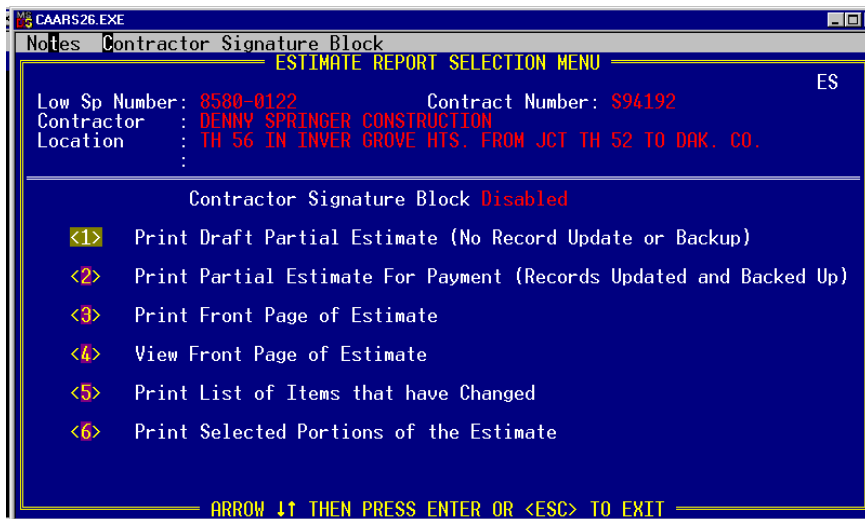 CAARS26.EXE
Notes Contractor Signature Block
ESTIMATE REPORT SELECTION MENU
ES
Low Sp Number: 8580-0122 Contract Number: S94192
Contractor : DENNY SPRINGER CONSTRUCTION
Location : TH 56 IN INVER GROVE HTS. FROM JCT TH 52 TO DAK. CO.
:
Contractor Signature Block Disabled
<1> Print Draft Partial Estimate (No Record Update or Backup)
<2> Print Partial Estimate For Payment (Records Updated and Backed Up)
<3> Print Front Page of Estimate
<4> View Front Page of Estimate
<5> Print List of Items that have Changed
<6> Print Selected Portions of the Estimate
ARROW ↓↑ THEN PRESS ENTER OR <ESC> TO EXIT